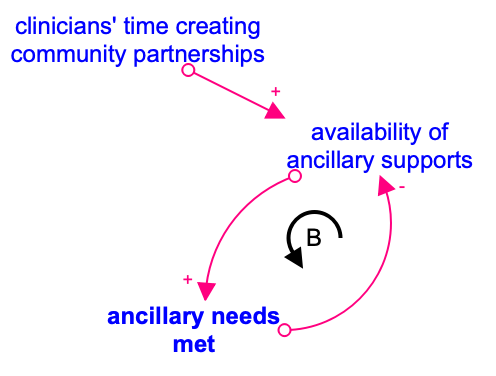 clinicians' time creating
community partnerships
+
availability of
ancillary supports
-
B
+
ancillary needs
met